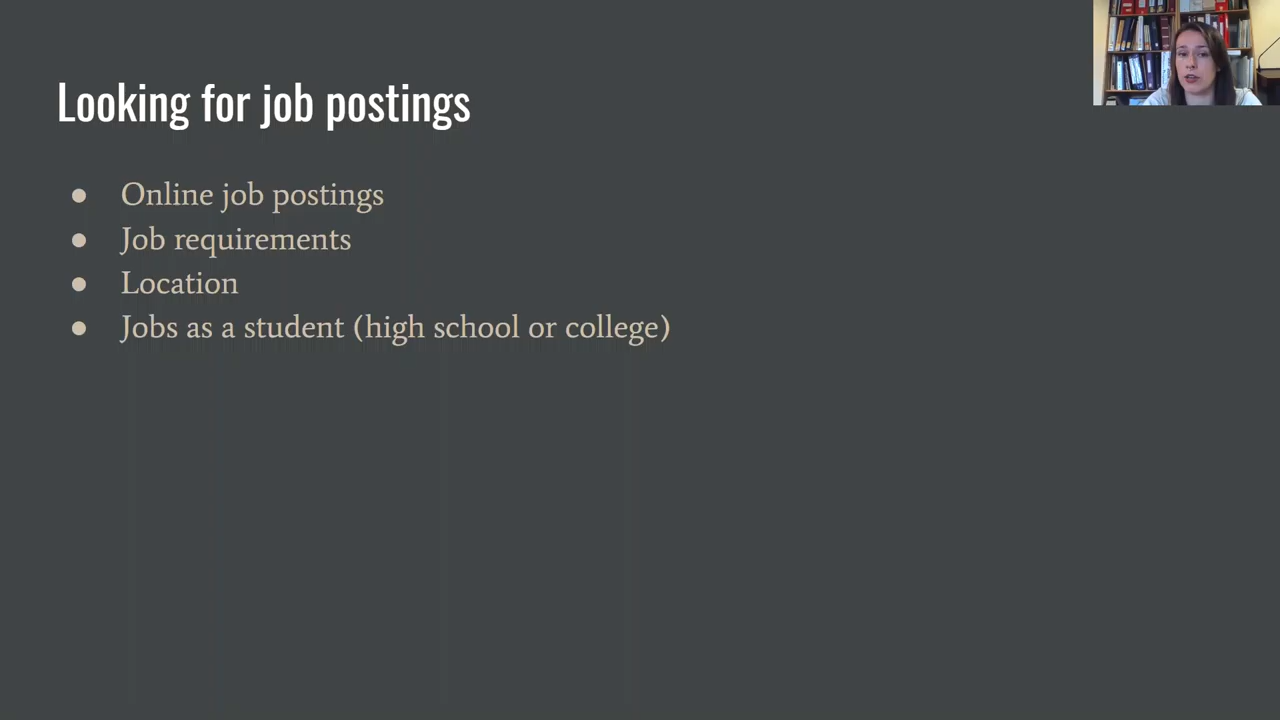 Looking for job postings
● Online job postings
● Job requirements
● Location
● Jobs as a student (high school or college)